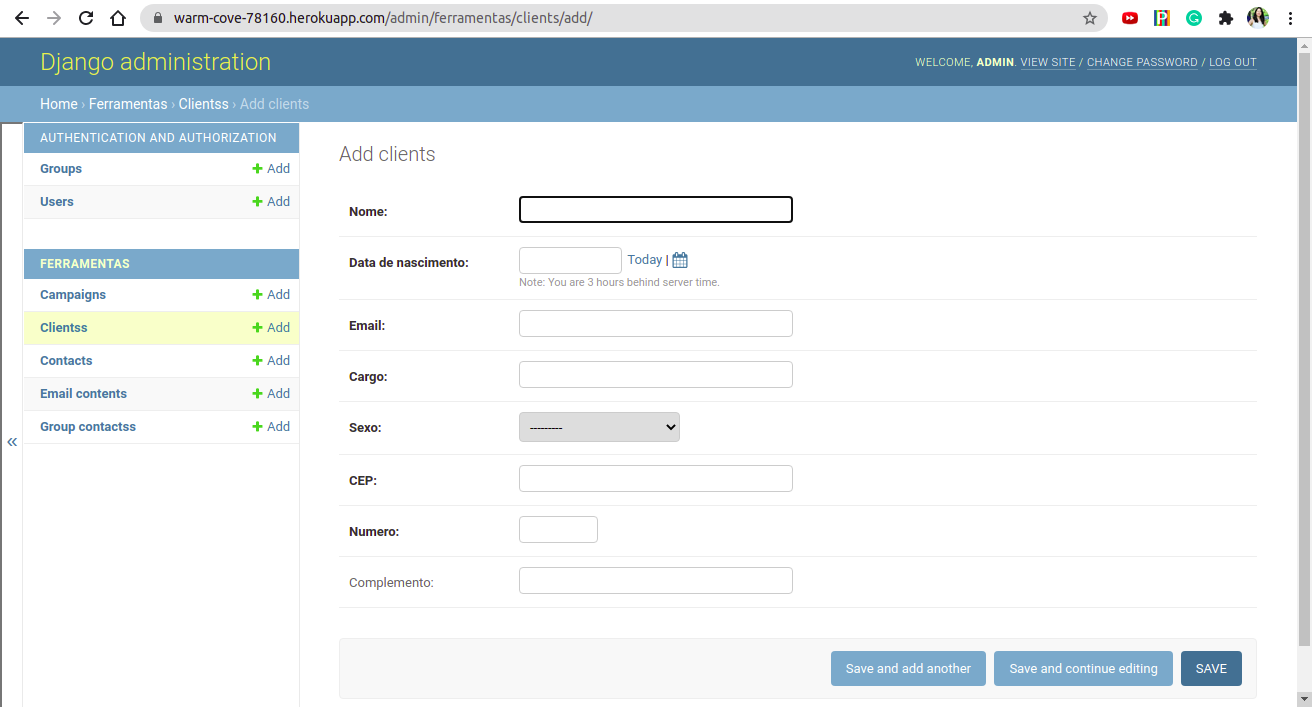 warm-cove-78160.herokuapp.com/admin/ferramentas/clients/add/
Django administration
WELCOME, ADMIN. VIEW SITE / CHANGE PASSWORD / LOG OUT
Home › Ferramentas › Clientss › Add clients
AUTHENTICATION AND AUTHORIZATION
Groups + Add
Users + Add
FERRAMENTAS
Campaigns + Add
Clientss + Add
Contacts + Add
Email contents + Add
Group contactss + Add
«
Add clients
Nome:
Data de nascimento: Today |
Note: You are 3 hours behind server time.
Email:
Cargo:
Sexo: ---------
CEP:
Numero:
Complemento:
Save and add another Save and continue editing SAVE